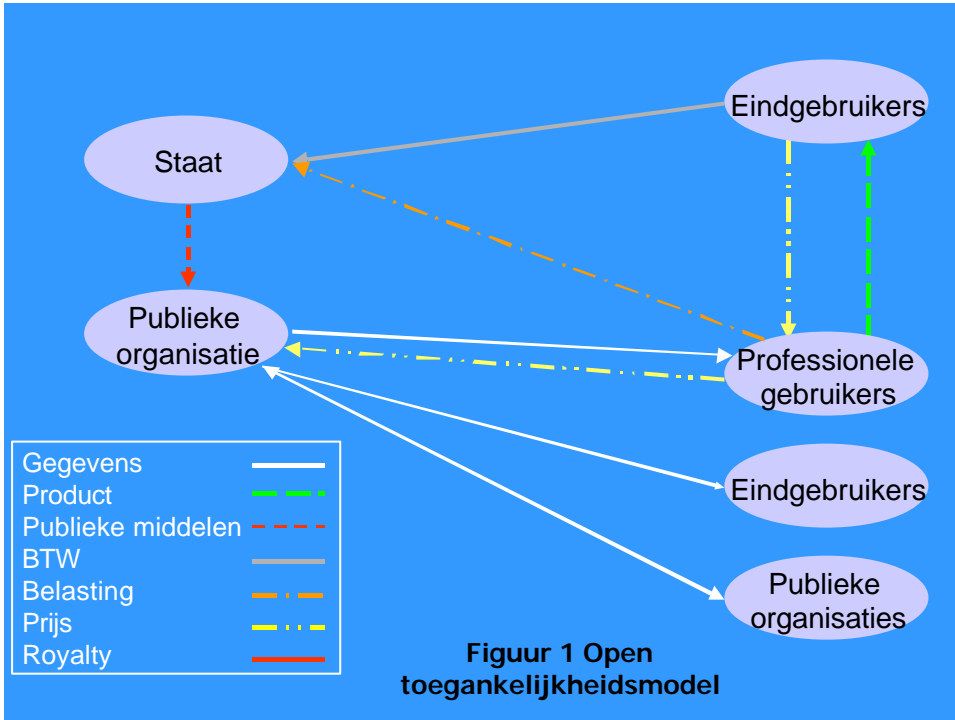 Eindgebruikers
Staat
Publieke
organisatie
Professionele
gebruikers
Eindgebruikers
Publieke
organisaties
Gegevens
Product
Publieke middelen
BTW
Belasting
Prijs
Royalty
Figuur 1 Open
toegankelijkheidsmodel